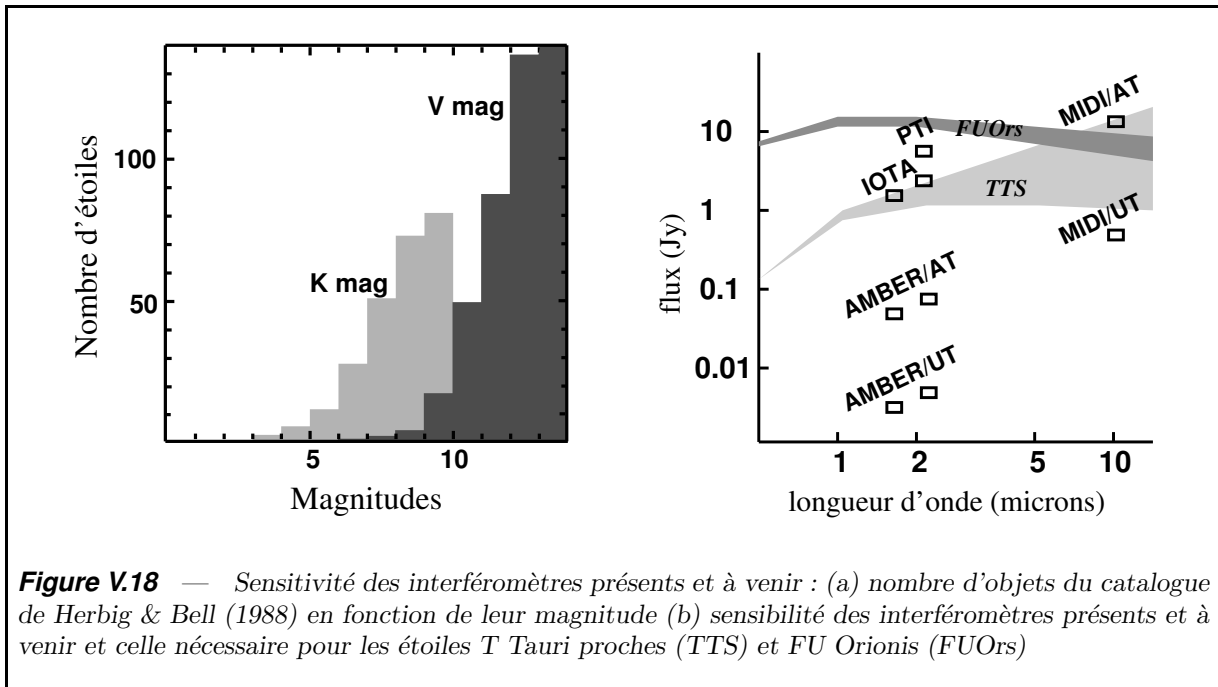 V mag
K mag
100
50
Nombre d'étoiles
5 10
Magnitudes
MIDI/AT
PTI
FUOrs
IOTA
TTS
MIDI/UT
AMBER/AT
AMBER/UT
10
1
0.1
0.01
flux (Jy)
1 2 5 10
longueur d'onde (microns)
Figure V.18 — Sensitivité des interféromètres présents et à venir : (a) nombre d'objets du catalogue
de Herbig & Bell (1988) en fonction de leur magnitude (b) sensibilité des interféromètres présents et à
venir et celle nécessaire pour les étoiles T Tauri proches (TTS) et FU Orionis (FUOrs)